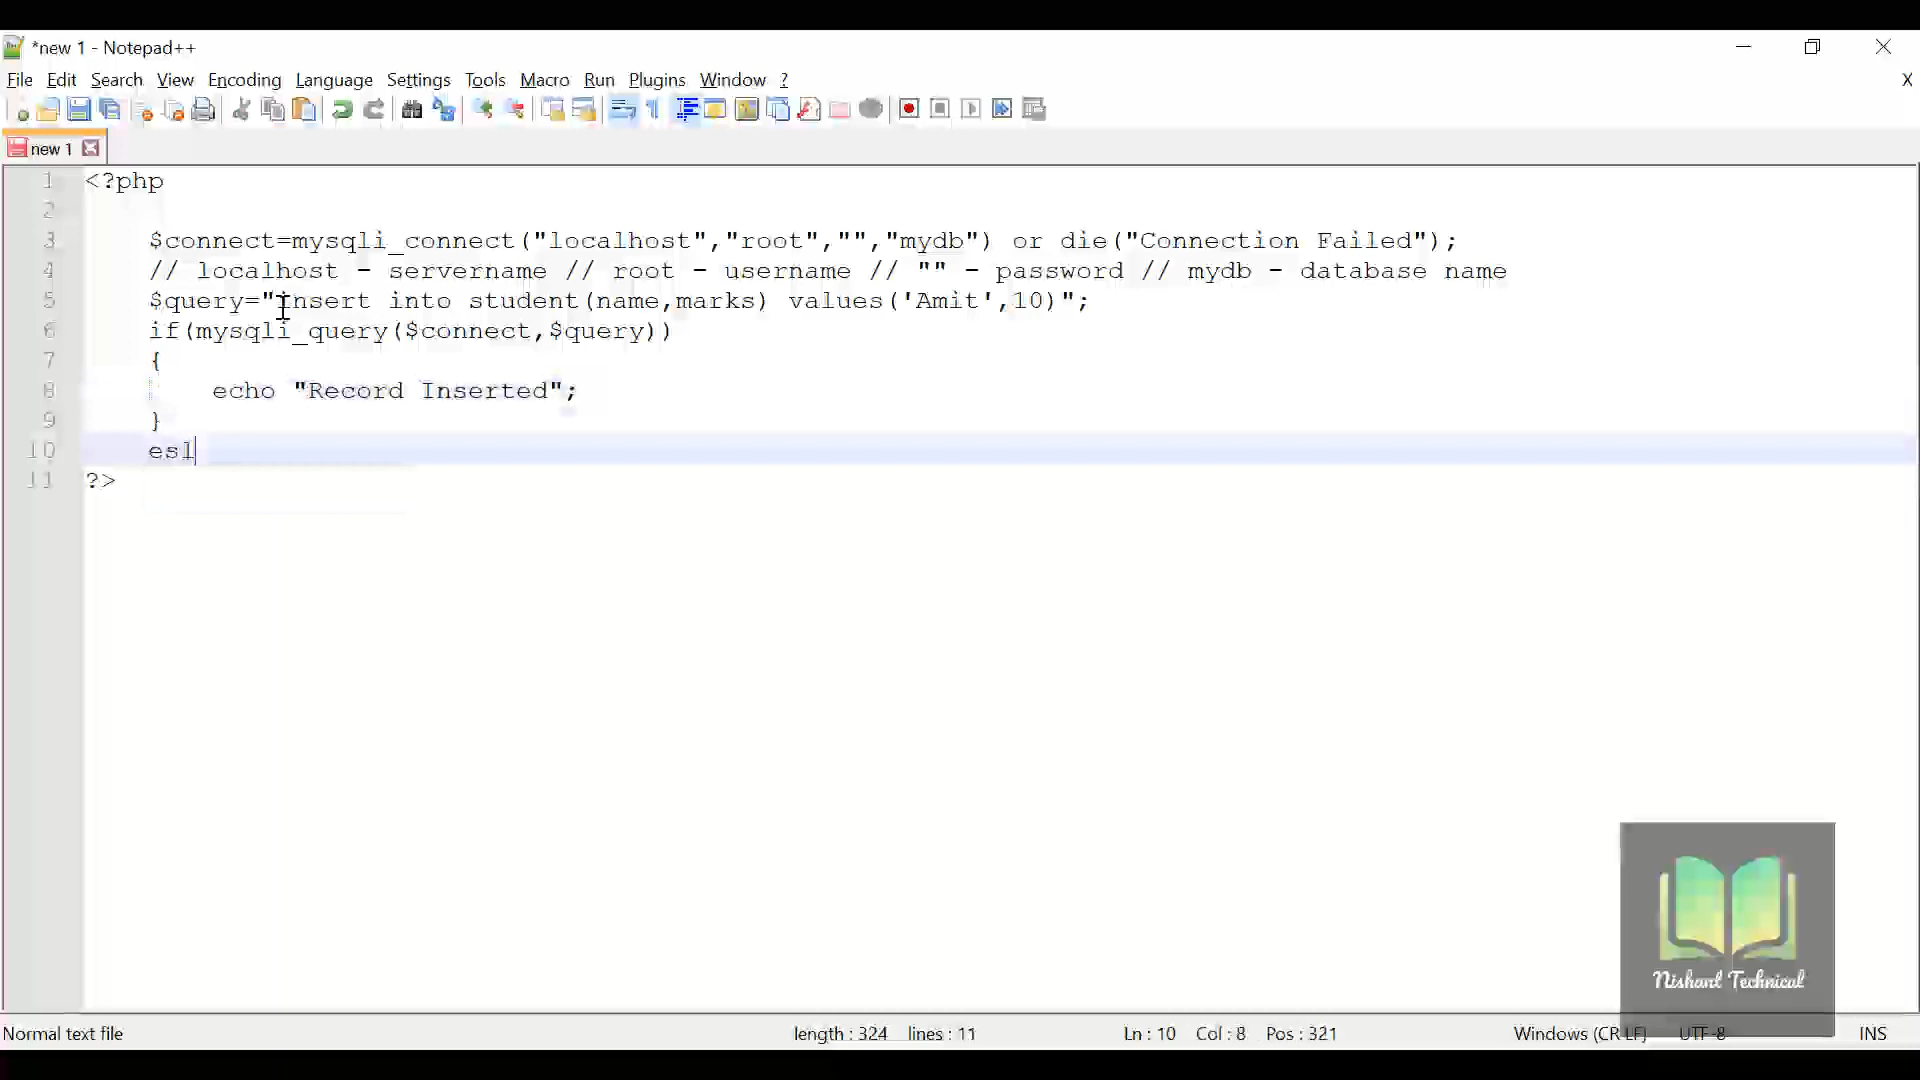 *new 1 - Notepad++
File Edit Search View Encoding Language Settings Tools Macro Run Plugins Window ?
X
new 1
1 <?php
2
3 $connect=mysqli_connect("localhost","root","","mydb") or die("Connection Failed");
4 // localhost - servername // root - username // "" - password // mydb - database name
5 $query="insert into student(name,marks) values('Amit',10)";
6 if(mysqli_query($connect,$query))
7 {
8 echo "Record Inserted";
9 }
10 esl
11 ?>
Nishant Technical
Normal text file length : 324 lines : 11 Ln : 10 Col : 8 Pos : 321 Windows (CR LF) UTF-8 INS